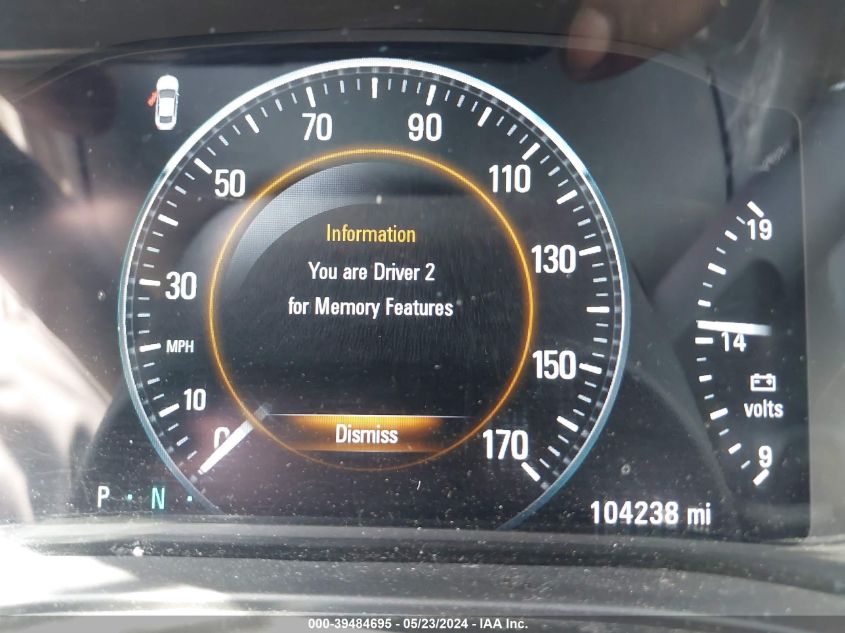 70 90
50 110
Information
You are Driver 2
for Memory Features
30 130
MPH
10 150
0 170
Dismiss
19
14
volts
9
P · N ·
104238 mi
000-39484695 - 05/23/2024 - IAA Inc.